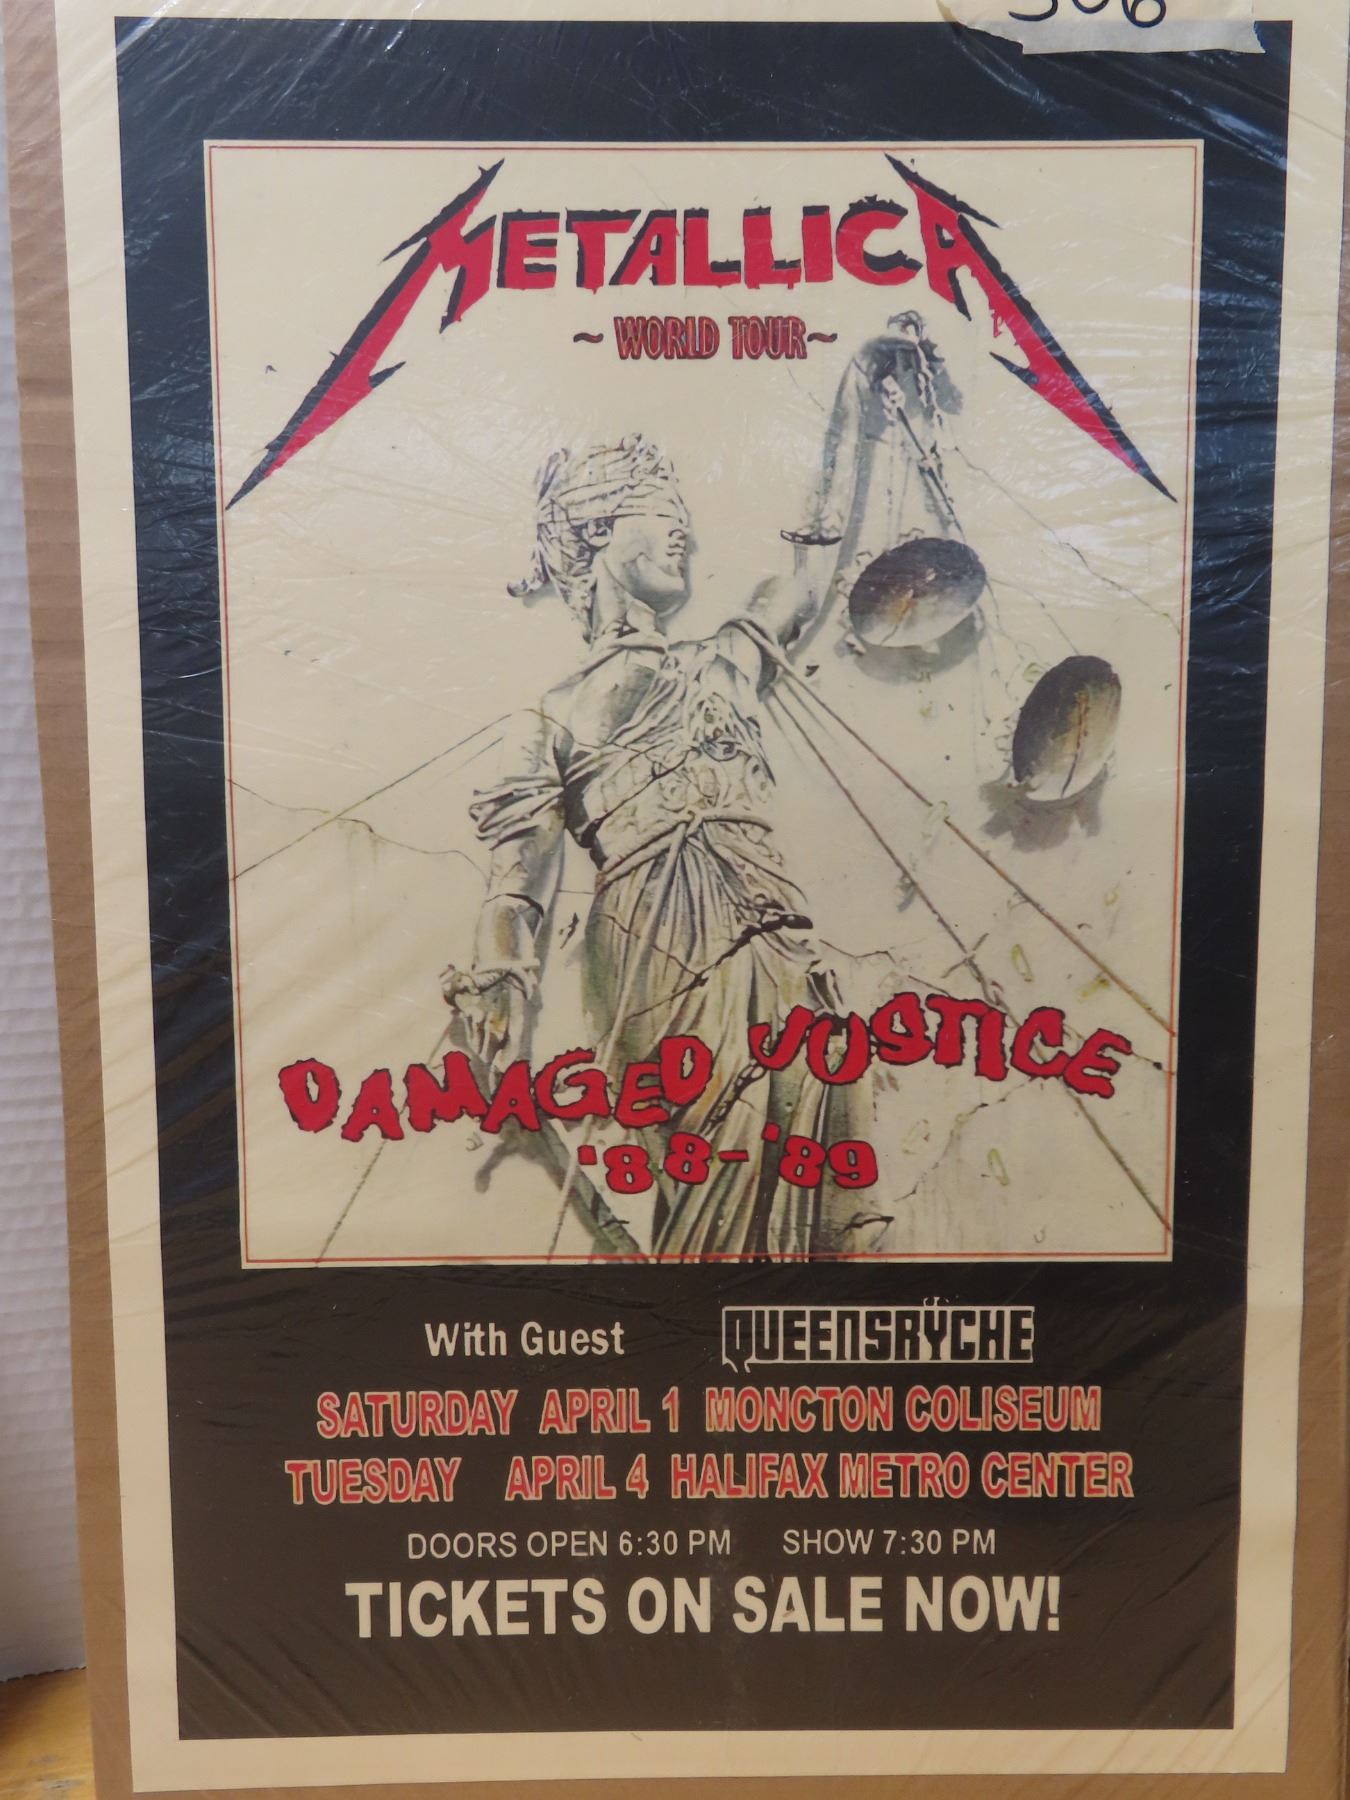 306
METALLICA
~ WORLD TOUR ~
DAMAGED JUSTICE
'88-'89
With Guest QUEENSRŸCHE
SATURDAY APRIL 1 MONCTON COLISEUM
TUESDAY APRIL 4 HALIFAX METRO CENTER
DOORS OPEN 6:30 PM SHOW 7:30 PM
TICKETS ON SALE NOW!